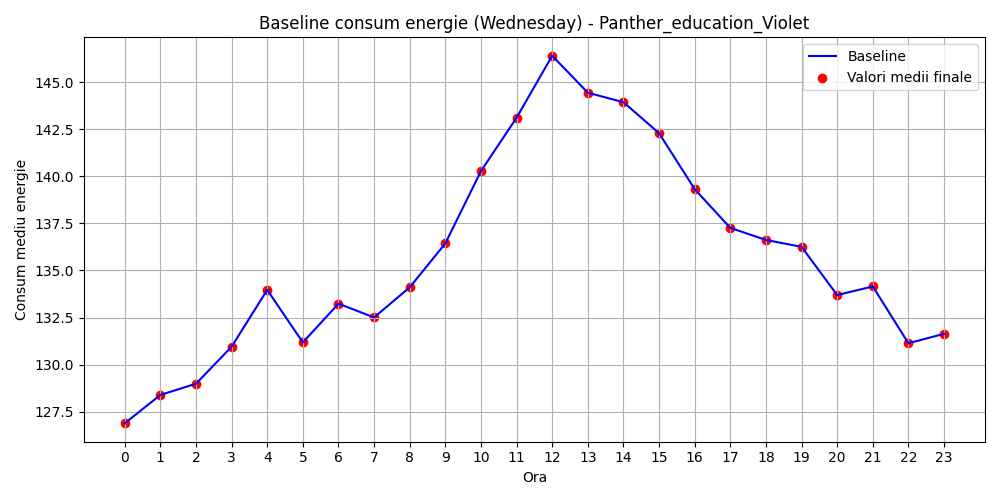 Baseline consum energie (Wednesday) - Panther_education_Violet
Baseline
Valori medii finale
145.0
142.5
140.0
137.5
135.0
132.5
130.0
127.5
Consum mediu energie
0 1 2 3 4 5 6 7 8 9 10 11 12 13 14 15 16 17 18 19 20 21 22 23
Ora